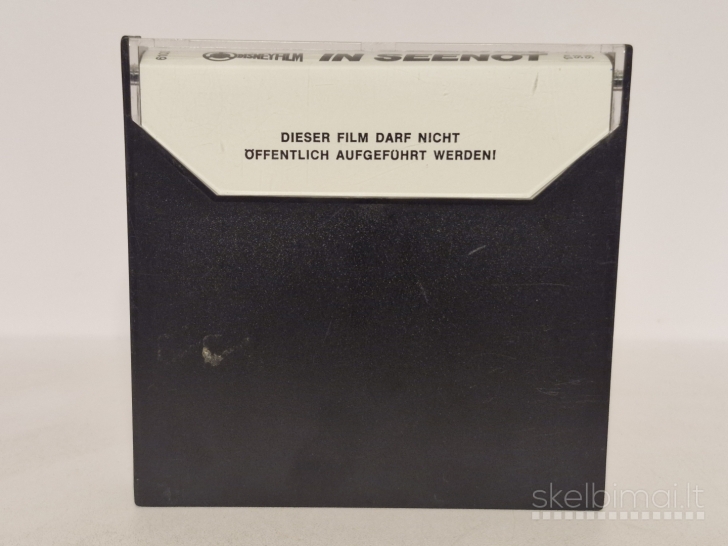 DISNEYFILM IN SEENOT
DIESER FILM DARF NICHT
ÖFFENTLICH AUFGEFÜHRT WERDEN!
skelbimai.lt